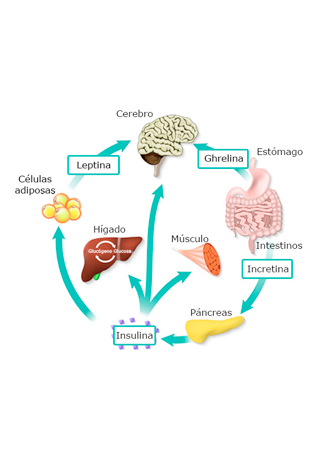 Cerebro
Leptina
Ghrelina
Estómago
Células
adiposas
Hígado
Glucógeno Glucosa
Músculo
Intestinos
Incretina
Páncreas
Insulina